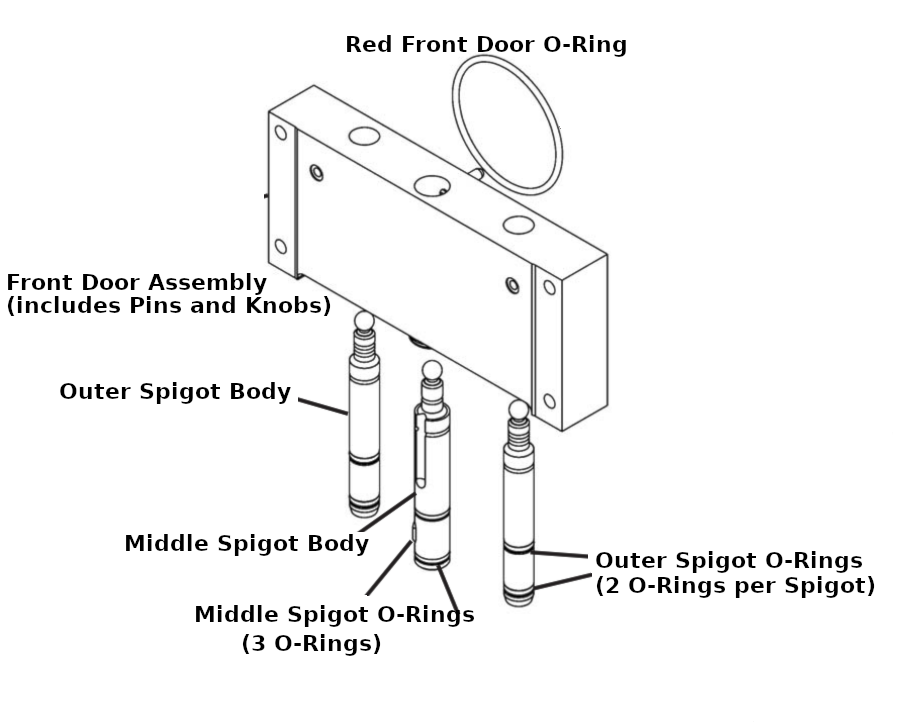 Red Front Door O-Ring
Front Door Assembly
(includes Pins and Knobs)
Outer Spigot Body
Middle Spigot Body
Outer Spigot O-Rings
(2 O-Rings per Spigot)
Middle Spigot O-Rings
(3 O-Rings)